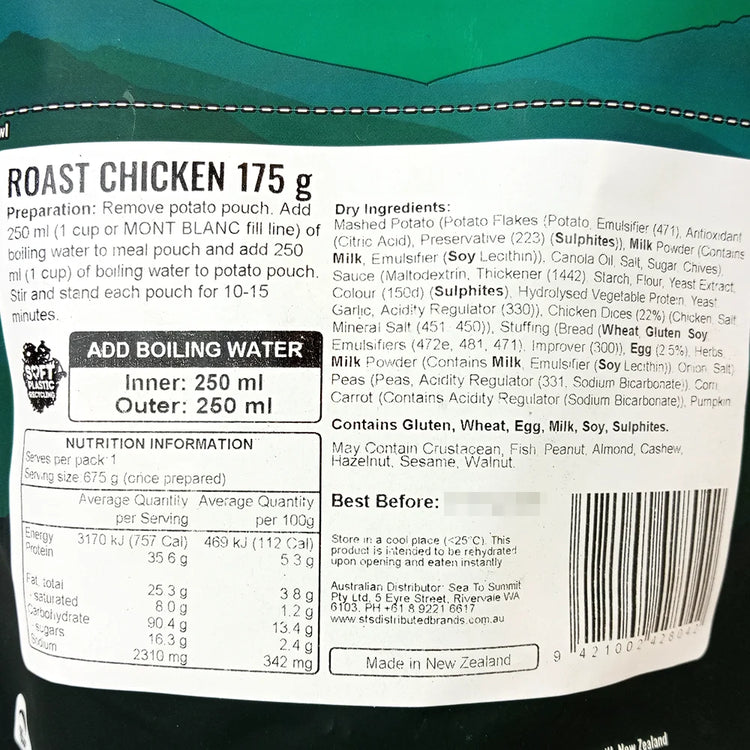 wl
ROAST CHICKEN 175 g
Preparation: Remove potato pouch. Add
250 ml (1 cup or MONT BLANC fill line) of
boiling water to meal pouch and add 250
ml (1 cup) of boiling water to potato pouch.
Stir and stand each pouch for 10-15
minutes.
SOFT
PLASTIC
RECYCLING
ADD BOILING WATER
Inner: 250 ml
Outer: 250 ml
NUTRITION INFORMATION
Serves per pack 1
Serving size 675 g (once prepared)
Average Quantity Average Quantity
per Serving per 100g
Energy 3170 kJ (757 Cal) 469 kJ (112 Cal)
Protein 35.6 g 5.3 g
Fat, total 25.3 g 3.8 g
- saturated 8.0 g 1.2 g
Carbohydrate 90.4 g 13.4 g
- sugars 16.3 g 2.4 g
Sodium 2310 mg 342 mg
Dry Ingredients:
Mashed Potato (Potato Flakes (Potato, Emulsifier (471), Antioxidant
(Citric Acid), Preservative (223) (Sulphites)), Milk Powder (Contains
Milk, Emulsifier (Soy Lecithin)), Canola Oil, Salt, Sugar, Chives),
Sauce (Maltodextrin, Thickener (1442) Starch, Flour, Yeast Extract,
Colour (150d) (Sulphites), Hydrolysed Vegetable Protein, Yeast
Garlic, Acidity Regulator (330)), Chicken Dices (22%) (Chicken, Salt
Mineral Salt (451, 450)), Stuffing (Bread (Wheat Gluten Soy
Emulsifiers (472e, 481, 471), Improver (300)), Egg (2.5%), Herbs,
Milk Powder (Contains Milk, Emulsifier (Soy Lecithin)), Onion, Salt)
Peas (Peas, Acidity Regulator (331, Sodium Bicarbonate)), Corn
Carrot (Contains Acidity Regulator (Sodium Bicarbonate)), Pumpkin
Contains Gluten, Wheat, Egg, Milk, Soy, Sulphites.
May Contain Crustacean, Fish, Peanut, Almond, Cashew,
Hazelnut, Sesame, Walnut.
Best Before:
Store in a cool place (<25°C). This
product is intended to be rehydrated
upon opening and eaten instantly
Australian Distributor: Sea To Summit
Pty Ltd, 5 Eyre Street, Rivervale WA
6103, PH +61 8 9221 6617
www.stsdistributedbrands.com.au
Made in New Zealand
9 421002 428042
New Zealand